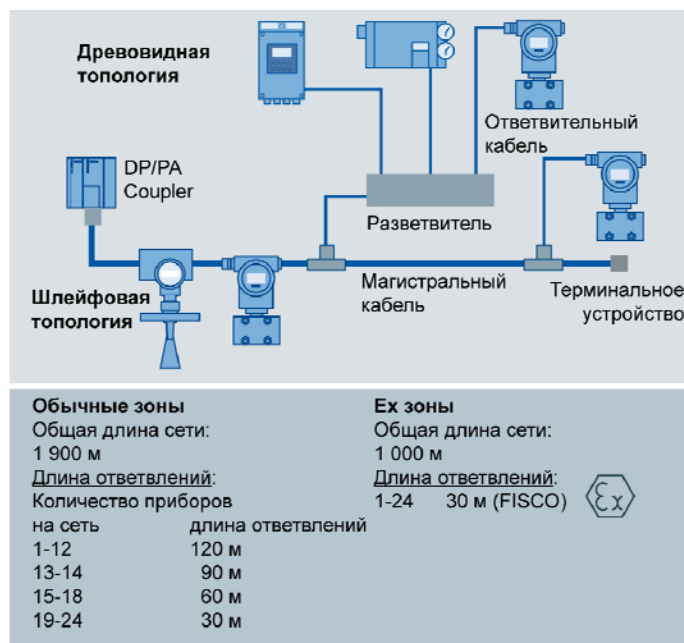 Древовидная
топология
Ответвительный
кабель
DP/PA
Coupler
Разветвитель
Магистральный
кабель
Терминальное
устройство
Шлейфовая
топология
Обычные зоны
Общая длина сети:
1 900 м
Длина ответвлений:
Количество приборов
на сеть длина ответвлений
1-12 120 м
13-14 90 м
15-18 60 м
19-24 30 м
Ex зоны
Общая длина сети:
1 000 м
Длина ответвлений:
1-24 30 м (FISCO)
Ex